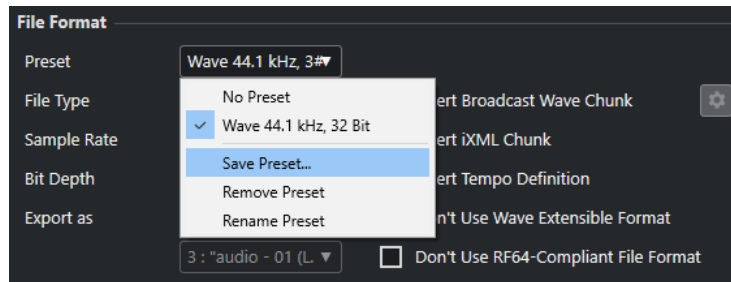 File Format
Preset
Wave 44.1 kHz, 3
File Type
No Preset
ert Broadcast Wave Chunk
Sample Rate
Wave 44.1 kHz, 32 Bit
ert iXML Chunk
Bit Depth
Save Preset...
ert Tempo Definition
Remove Preset
Export as
Rename Preset
n't Use Wave Extensible Format
3 : "audio - 01 (L.
Don't Use RF64-Compliant File Format